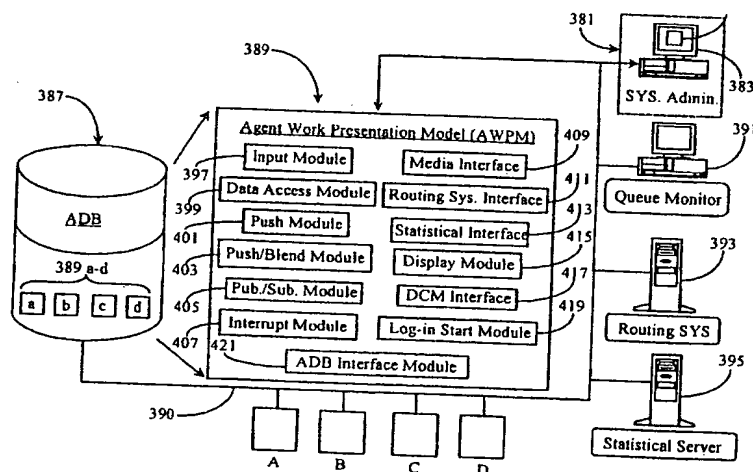 381
383
SYS. Admin.
391
Queue Monitor
393
Routing SYS
395
Statistical Server
387
ADB
389 a-d
a b c d
389
Agent Work Presentation Model (AWPM)
Input Module
397
Data Access Module
399
Push Module
401
Push/Blend Module
403
Pub./Sub. Module
405
Interrupt Module
407
Media Interface
409
Routing Sys. Interface
411
Statistical Interface
413
Display Module
415
DCM Interface
417
Log-in Start Module
419
ADB Interface Module
421
390
A B C D